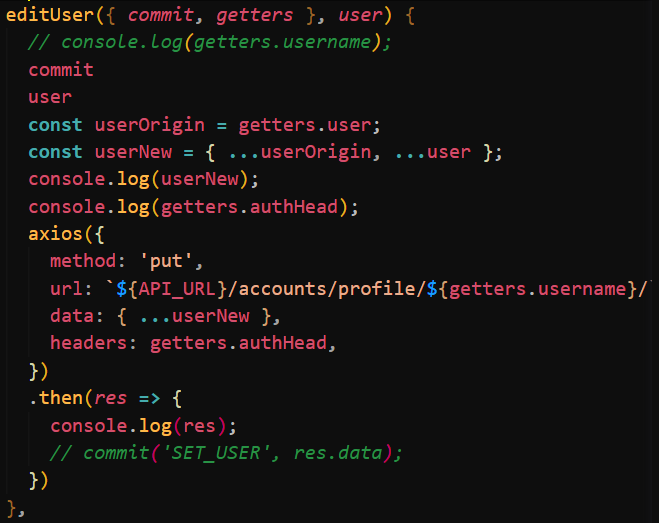 editUser({ commit, getters }, user) {
  // console.log(getters.username);
  commit
  user
  const userOrigin = getters.user;
  const userNew = { ...userOrigin, ...user };
  console.log(userNew);
  console.log(getters.authHead);
  axios({
    method: 'put',
    url: `${API_URL}/accounts/profile/${getters.username}/`
    data: { ...userNew },
    headers: getters.authHead,
  })
  .then(res => {
    console.log(res);
    // commit('SET_USER', res.data);
  })
},